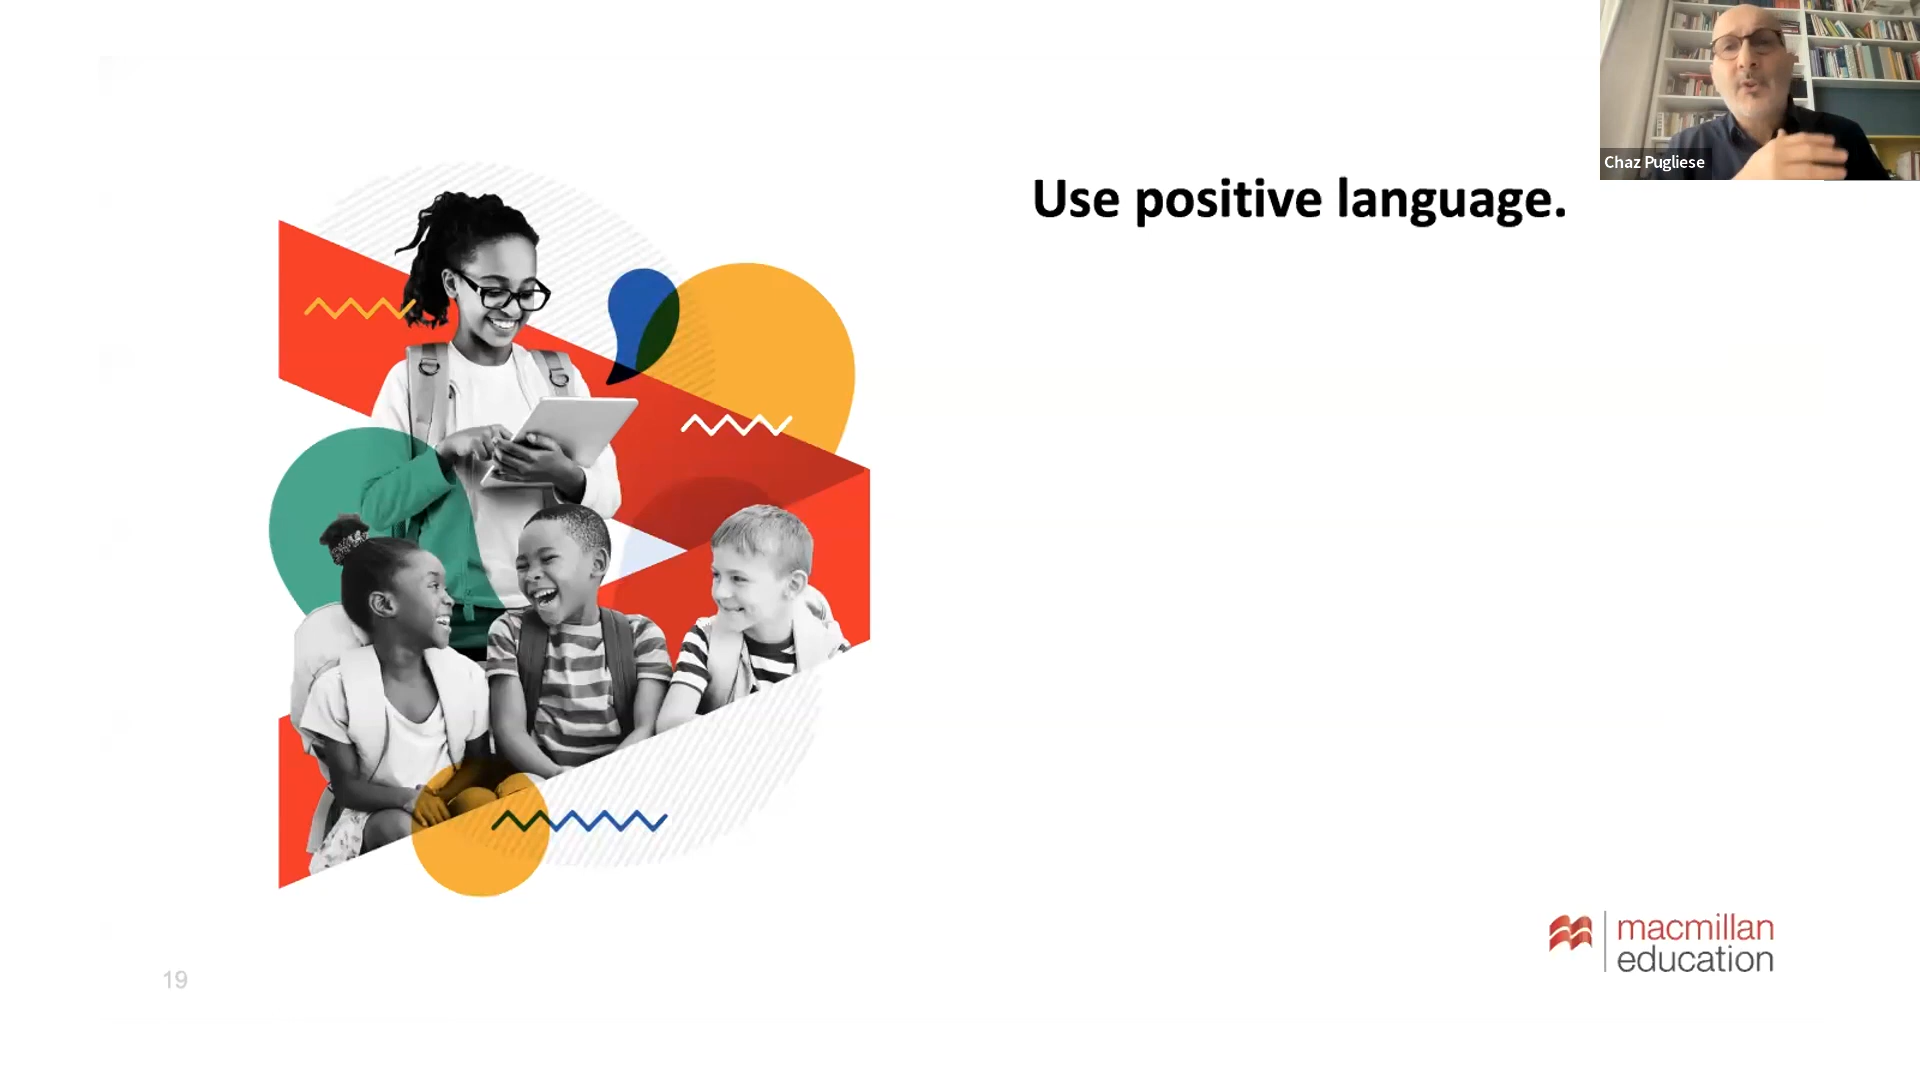 Chaz Pugliese
Use positive language.
macmillan
education
19